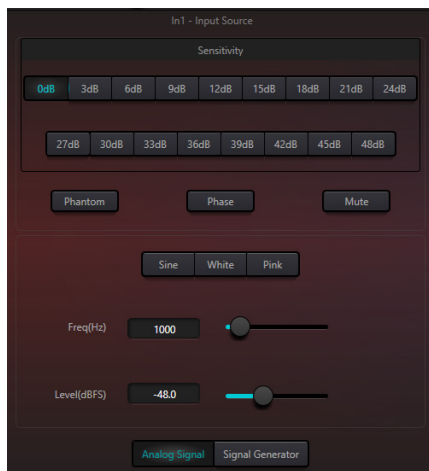 In1 - Input Source
Sensitivity
0dB 3dB 6dB 9dB 12dB 15dB 18dB 21dB 24dB
27dB 30dB 33dB 36dB 39dB 42dB 45dB 48dB
Phantom Phase Mute
Sine White Pink
Freq(Hz) 1000
Level(dBFS) -48.0
Analog Signal Signal Generator